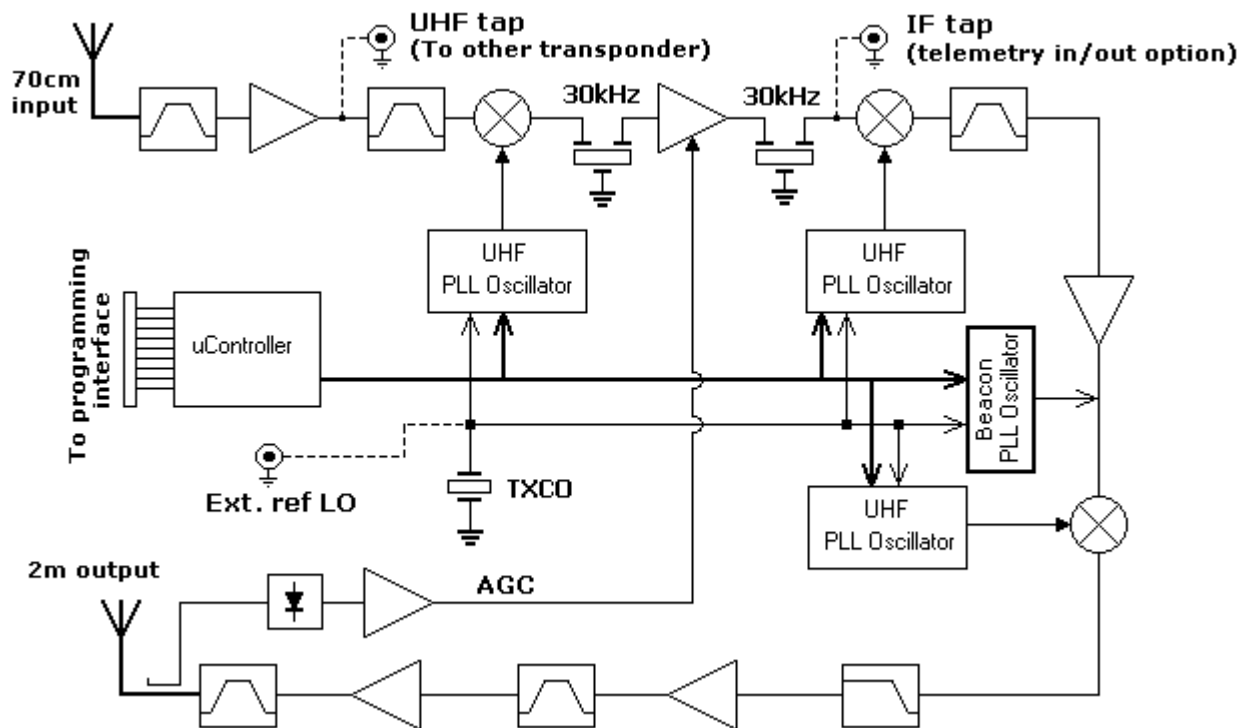 UHF tap
(To other transponder)
IF tap
(telemetry in/out option)
70cm
input
30kHz
30kHz
UHF
PLL Oscillator
UHF
PLL Oscillator
To programming
interface
uController
Beacon
PLL Oscillator
Ext. ref LO
TXCO
UHF
PLL Oscillator
2m output
AGC